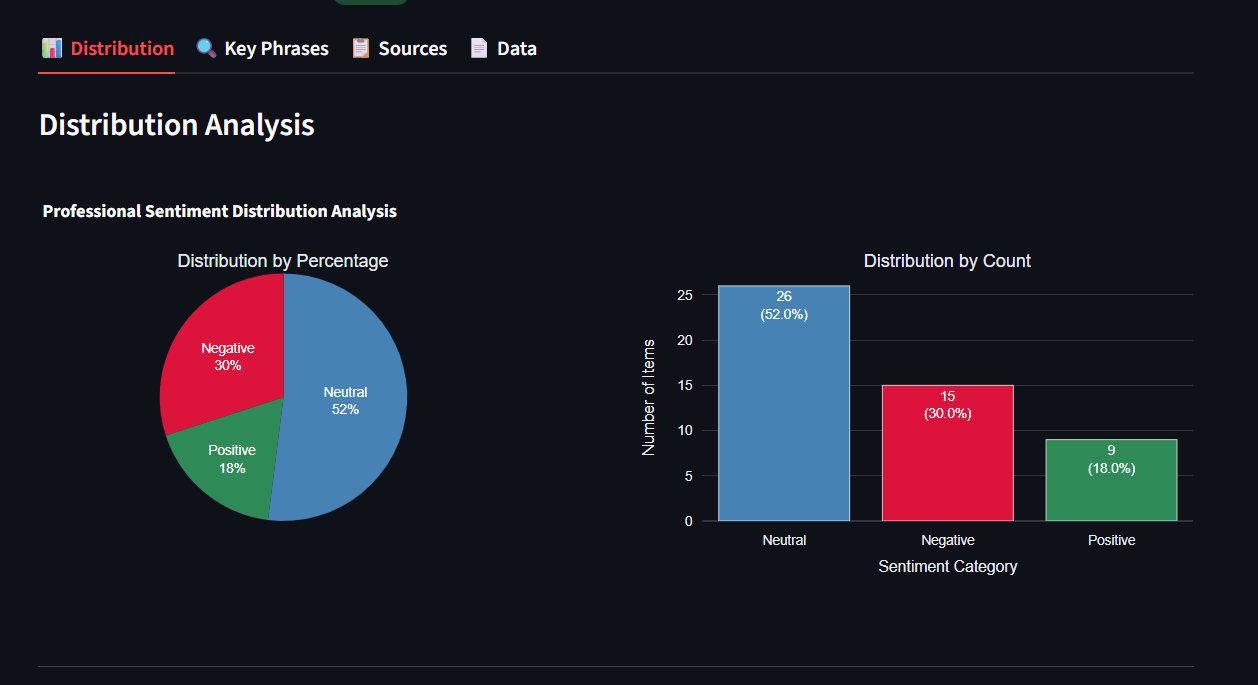 Distribution
Key Phrases
Sources
Data
Distribution Analysis
Professional Sentiment Distribution Analysis
Distribution by Percentage
Negative
30%
Neutral
52%
Positive
18%
Distribution by Count
Number of Items
25
20
15
10
5
0
26
(52.0%)
15
(30.0%)
9
(18.0%)
Neutral
Negative
Positive
Sentiment Category